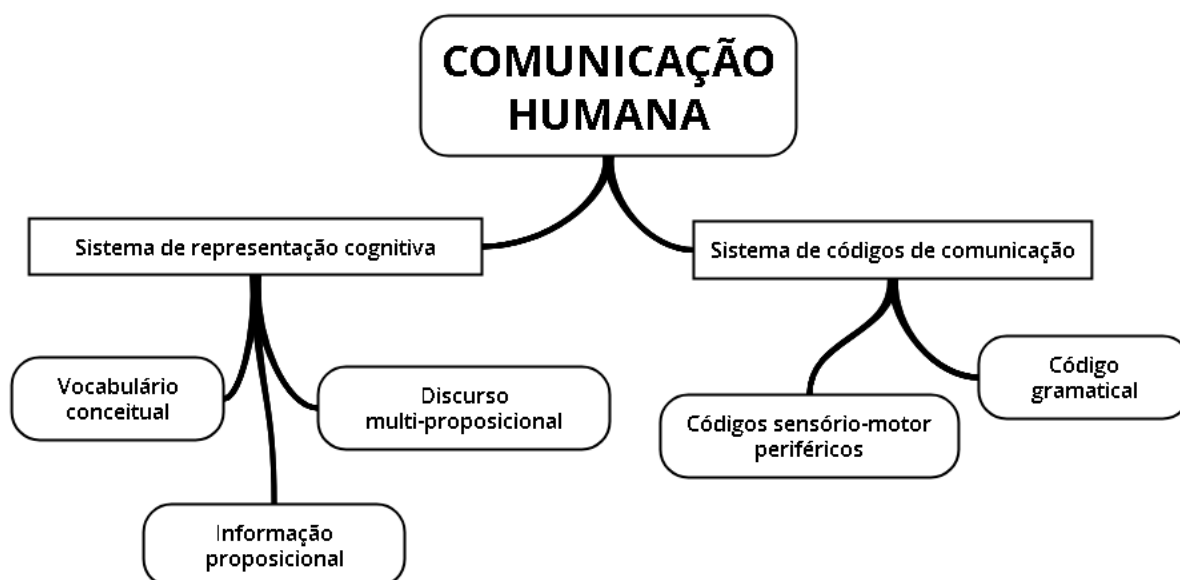 COMUNICAÇÃO
HUMANA
Sistema de representação cognitiva
Sistema de códigos de comunicação
Vocabulário
conceitual
Discurso
multi-proposicional
Informação
proposicional
Códigos sensório-motor
periféricos
Código
gramatical